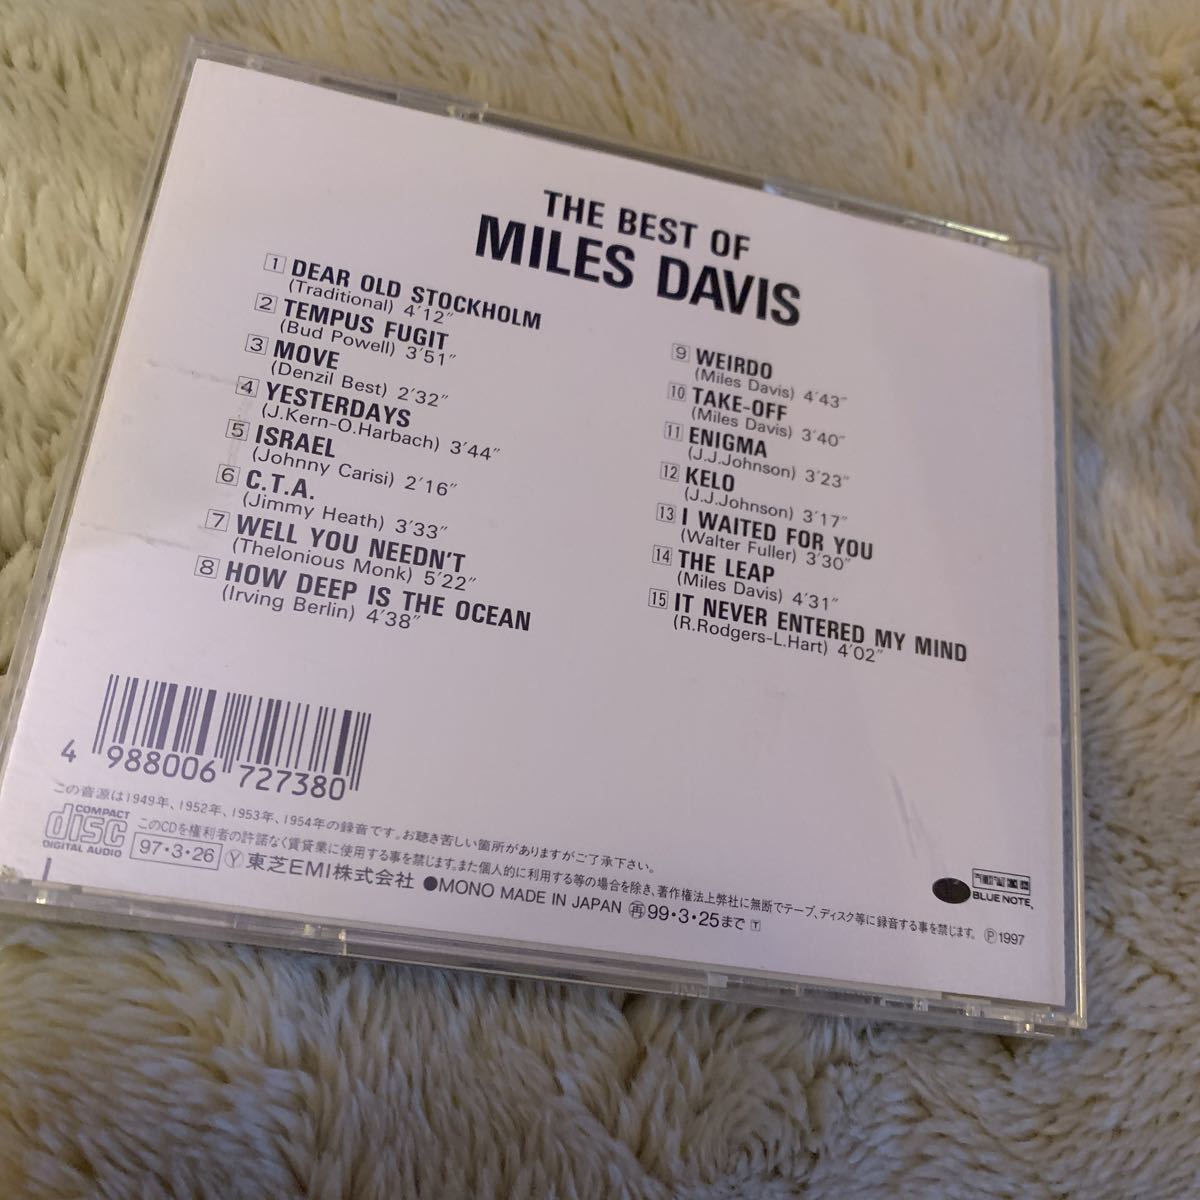 THE BEST OF
MILES DAVIS
1 DEAR OLD STOCKHOLM
(Traditional) 4'12"
2 TEMPUS FUGIT
(Bud Powell) 3'51"
3 MOVE
(Denzil Best) 2'32"
4 YESTERDAYS
(J.Kern-O.Harbach) 3'44"
5 ISRAEL
(Johnny Carisi) 2'16"
6 C.T.A.
(Jimmy Heath) 3'33"
7 WELL YOU NEEDN'T
(Thelonious Monk) 5'22"
8 HOW DEEP IS THE OCEAN
(Irving Berlin) 4'38"
9 WEIRDO
(Miles Davis) 4'43"
10 TAKE-OFF
(Miles Davis) 3'40"
11 ENIGMA
(J.J.Johnson) 3'23"
12 KELO
(J.J.Johnson) 3'17"
13 I WAITED FOR YOU
(Walter Fuller) 3'30"
14 THE LEAP
(Miles Davis) 4'31"
15 IT NEVER ENTERED MY MIND
(R.Rodgers-L.Hart) 4'02"
4 988006 727380
この音源は1949年、1952年、1953年、1954年の録音です。お聴き苦しい箇所がありますがご了承下さい。
COMPACT
disc
DIGITAL AUDIO
このCDを権利者の許諾なく賃貸業に使用する事を禁じます。また個人的に利用する等の場合を除き、著作権法上弊社に無断でテープ、ディスク等に録音する事を禁じます。 Ⓟ1997
97・3・26 Ⓨ東芝EMI株式会社 ●MONO MADE IN JAPAN ㊢99・3・25まで T
BLUE NOTE